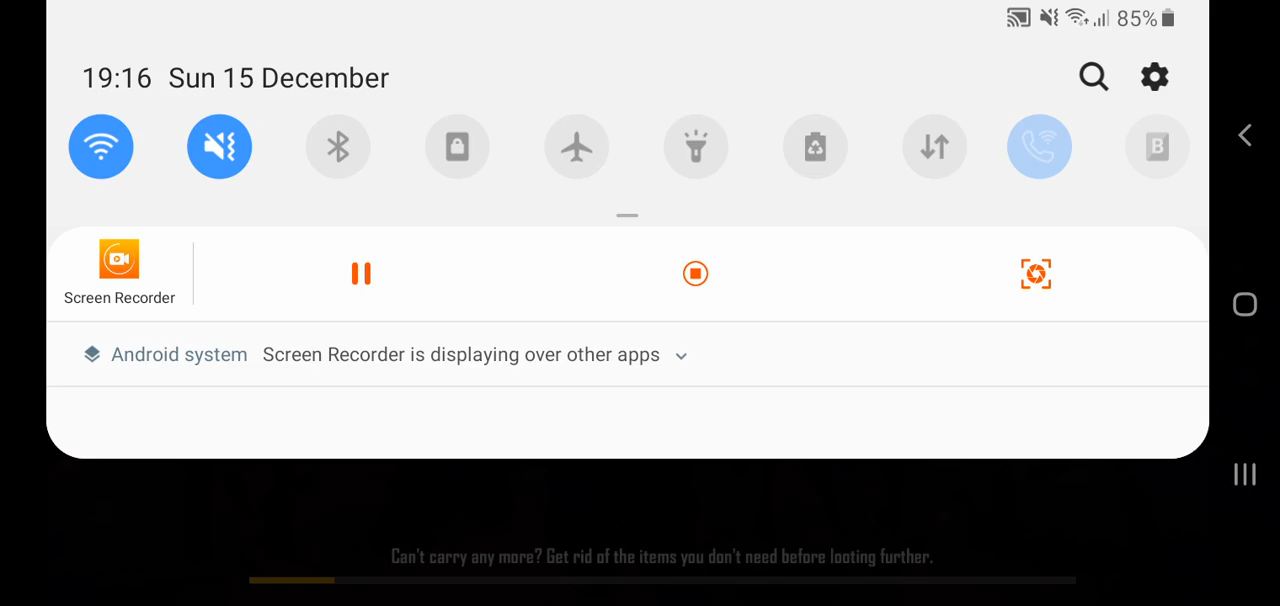 85%
19:16 Sun 15 December
B
Screen Recorder
Android system Screen Recorder is displaying over other apps
Can't carry any more? Get rid of the items you don't need before looting further.